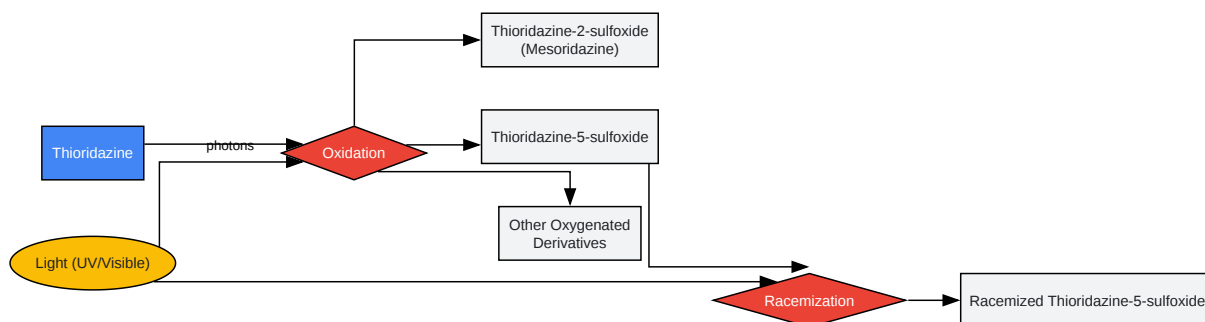 Thioridazine-2-sulfoxide
(Mesoridazine)
Thioridazine-5-sulfoxide
photons
Thioridazine
Oxidation
Other Oxygenated
Derivatives
Light (UV/Visible)
Racemization
Racemized Thioridazine-5-sulfoxide